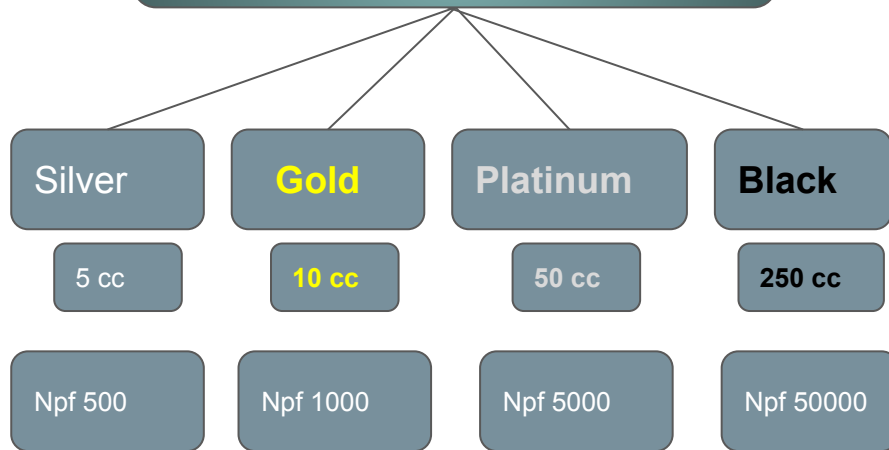 Silver
Gold
Platinum
Black
5 cc
10 cc
50 cc
250 cc
Npf 500
Npf 1000
Npf 5000
Npf 50000